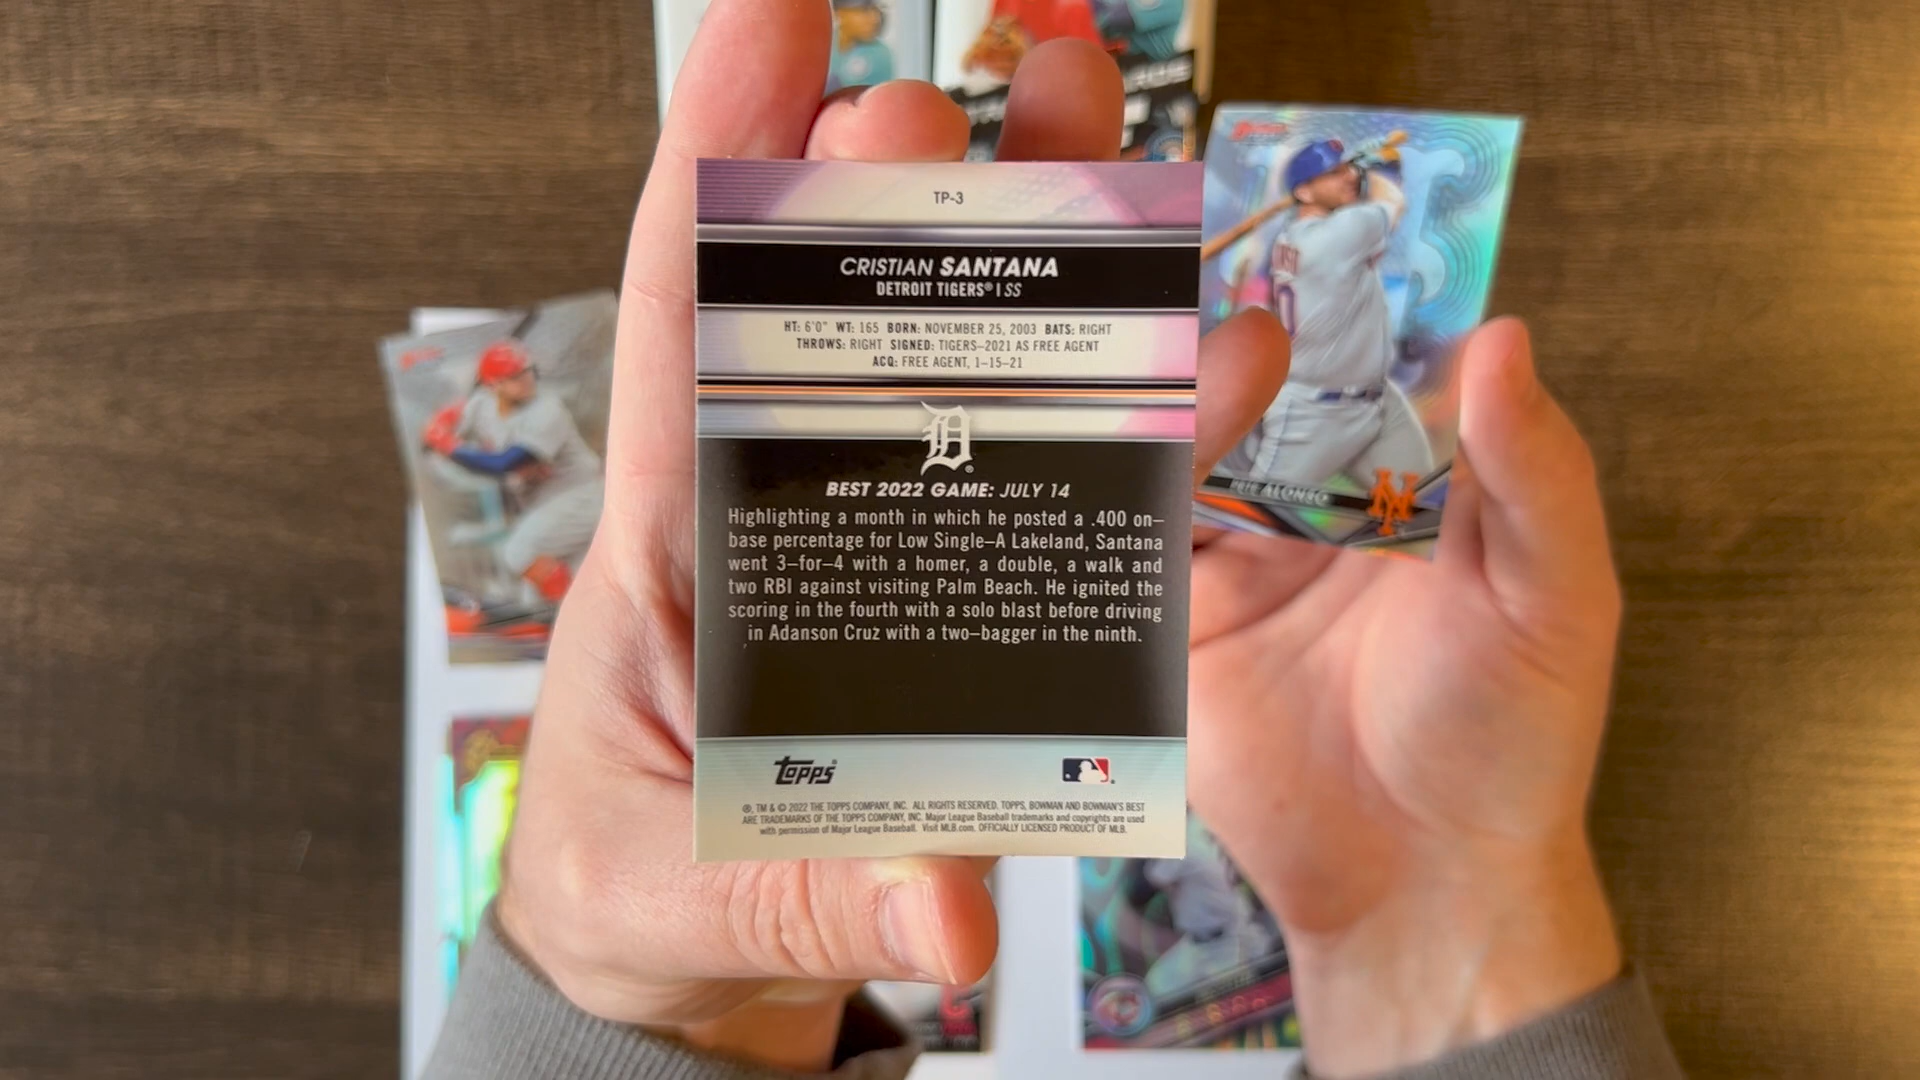 TP-3
CRISTIAN SANTANA
DETROIT TIGERS® | SS
HT: 6'0" WT: 165 BORN: NOVEMBER 25, 2003 BATS: RIGHT
THROWS: RIGHT SIGNED: TIGERS–2021 AS FREE AGENT
ACQ: FREE AGENT, 1–15–21
BEST 2022 GAME: JULY 14
Highlighting a month in which he posted a .400 on–
base percentage for Low Single–A Lakeland, Santana
went 3–for–4 with a homer, a double, a walk and
two RBI against visiting Palm Beach. He ignited the
scoring in the fourth with a solo blast before driving
in Adanson Cruz with a two–bagger in the ninth.
topps
®, TM & © 2022 THE TOPPS COMPANY, INC. ALL RIGHTS RESERVED. TOPPS, BOWMAN AND BOWMAN'S BEST
ARE TRADEMARKS OF THE TOPPS COMPANY, INC. Major League Baseball trademarks and copyrights are used
with permission of Major League Baseball. Visit MLB.com. OFFICIALLY LICENSED PRODUCT OF MLB.
PETE ALONSO
NY